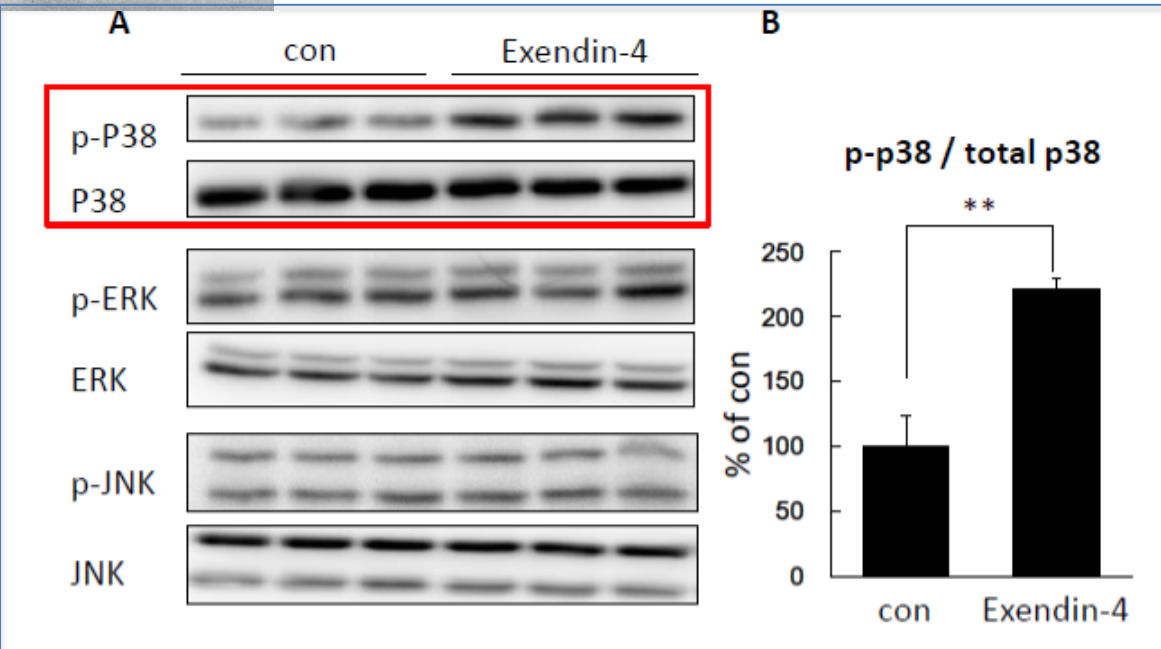 A
con Exendin-4
p-P38
P38
p-ERK
ERK
p-JNK
JNK
B
p-p38 / total p38
**
% of con
250
200
150
100
50
0
con Exendin-4